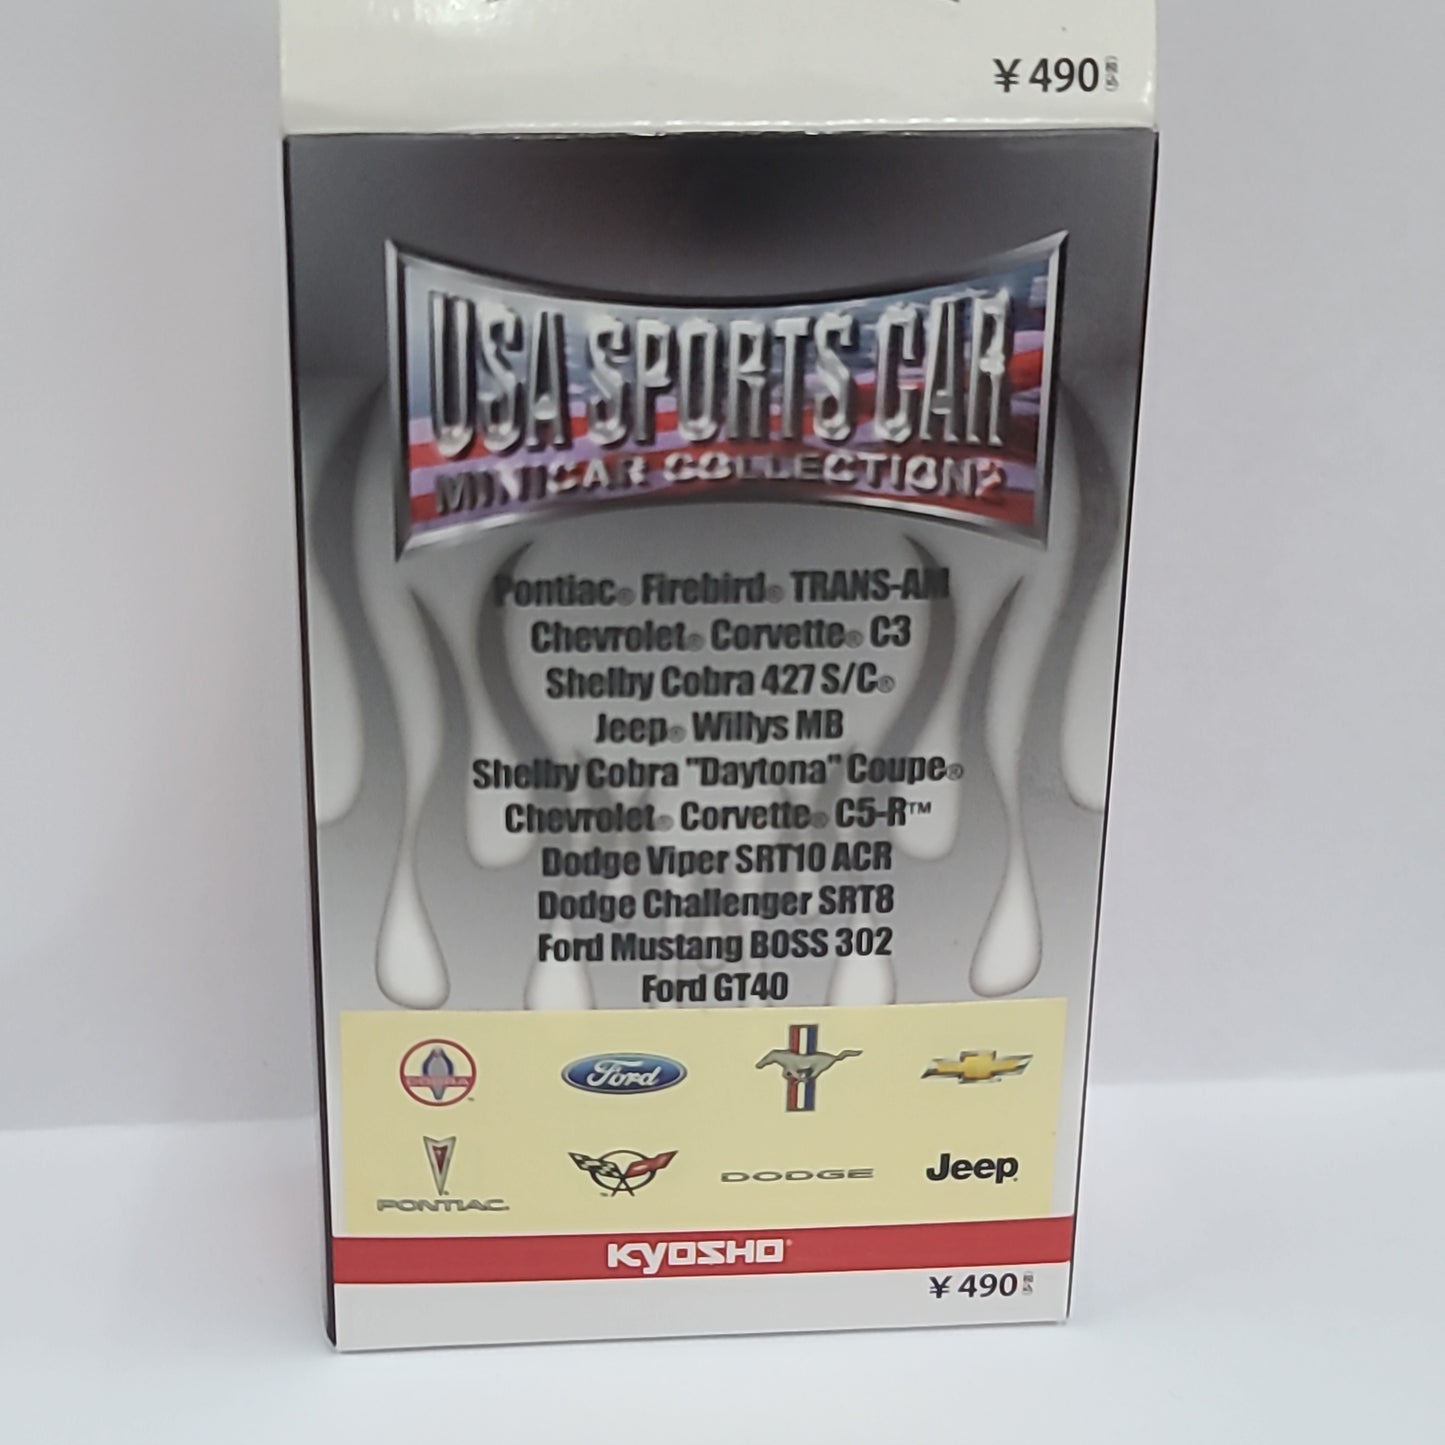 ¥ 490
USA SPORTS CAR
MINICAR COLLECTION2
Pontiac® Firebird® TRANS-AM
Chevrolet® Corvette® C3
Shelby Cobra 427 S/C®
Jeep® Willys MB
Shelby Cobra "Daytona" Coupe®
Chevrolet® Corvette® C5-R™
Dodge Viper SRT10 ACR
Dodge Challenger SRT8
Ford Mustang BOSS 302
Ford GT40
COBRA
Ford
PONTIAC
DODGE
Jeep
KYOSHO
¥ 490